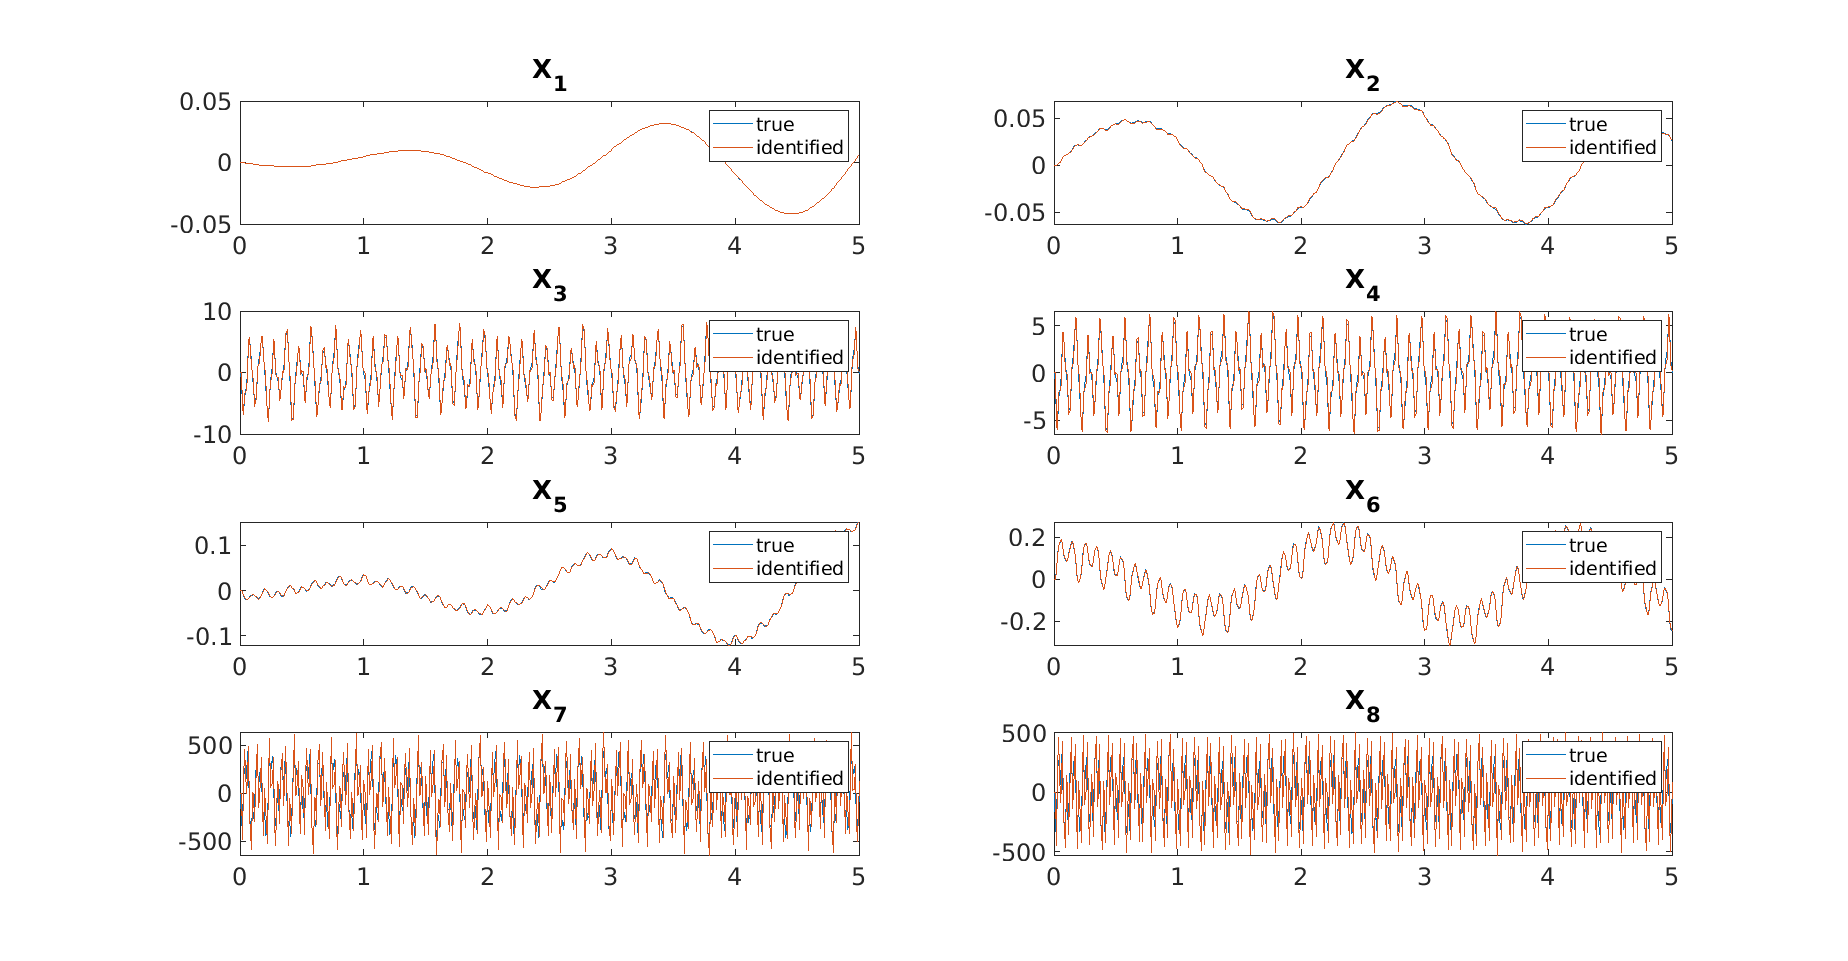 X1
0.05
0
-0.05
true
identified
0 1 2 3 4 5
X2
0.05
0
-0.05
true
identified
0 1 2 3 4 5
X3
10
0
-10
true
identified
0 1 2 3 4 5
X4
5
0
-5
true
identified
0 1 2 3 4 5
X5
0.1
0
-0.1
true
identified
0 1 2 3 4 5
X6
0.2
0
-0.2
true
identified
0 1 2 3 4 5
X7
500
0
-500
true
identified
0 1 2 3 4 5
X8
500
0
-500
true
identified
0 1 2 3 4 5